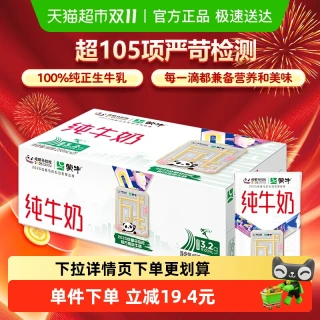 天猫超市双11 官方正品 极速送达
超105项严苛检测
100%纯正生牛乳
每一滴都兼备营养和美味
蒙牛
纯牛奶
3.2
蒙牛
纯牛奶
下拉详情页下单更划算
单件下单 立减19.4元